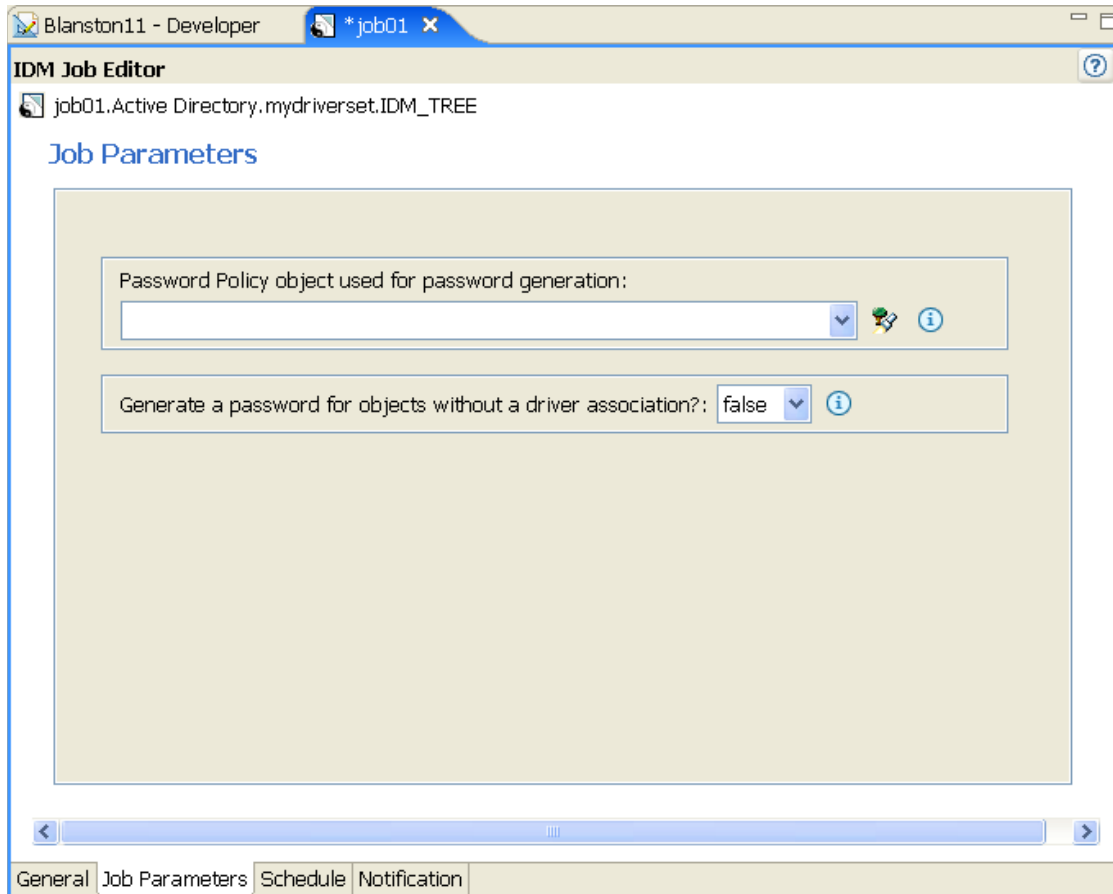 Blanston11 - Developer
*job01
IDM Job Editor
job01.Active Directory.mydriverset.IDM_TREE
Job Parameters
Password Policy object used for password generation:
Generate a password for objects without a driver association?: false
General Job Parameters Schedule Notification